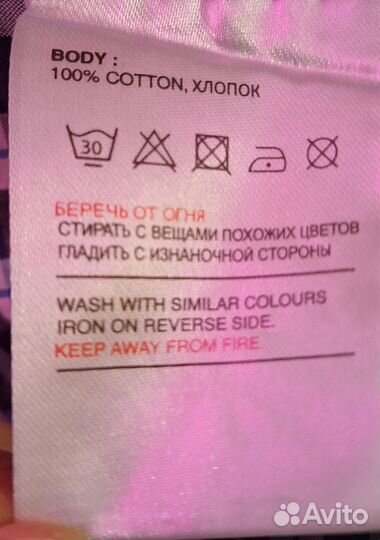 BODY :
100% COTTON, ХЛОПОК
30
БЕРЕЧЬ ОТ ОГНЯ
СТИРАТЬ С ВЕЩАМИ ПОХОЖИХ ЦВЕТОВ
ГЛАДИТЬ С ИЗНАНОЧНОЙ СТОРОНЫ
WASH WITH SIMILAR COLOURS
IRON ON REVERSE SIDE.
KEEP AWAY FROM FIRE.
Avito